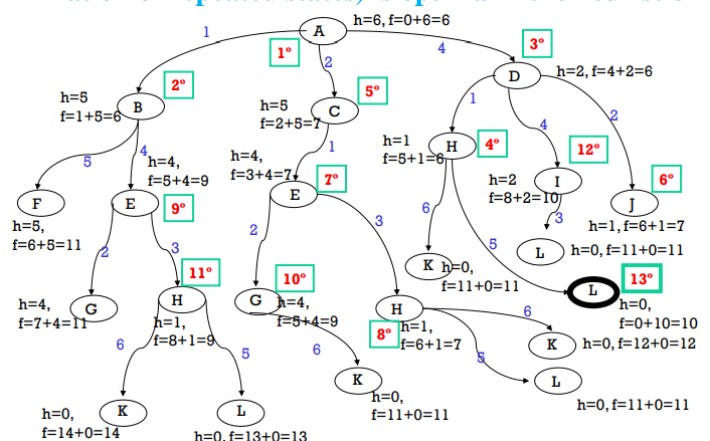 A
h=6, f=0+6=6
1
2
4
1º
2º
3º
5º
h=5
f=1+5=6
B
h=5
f=2+5=7
C
D
h=2, f=4+2=6
5
4
1
1
4
2
h=4,
f=5+4=9
h=4,
f=3+4=7
h=1
f=5+1=6
H
4º
12º
F
h=5,
f=6+5=11
E
9º
E
7º
h=2
f=8+2=10
I
J
6º
h=1, f=6+1=7
2
3
2
3
6
5
3
L
h=0, f=11+0=11
K
h=0,
f=11+0=11
11º
10º
13º
G
h=4,
f=7+4=11
H
h=1,
f=8+1=9
G
h=4,
f=5+4=9
H
8º
h=1,
f=6+1=7
L
h=0,
f=0+10=10
6
5
6
6
5
K
h=0, f=12+0=12
K
h=0,
f=11+0=11
L
h=0, f=11+0=11
h=0,
f=14+0=14
K
L
h=0, f=13+0=13